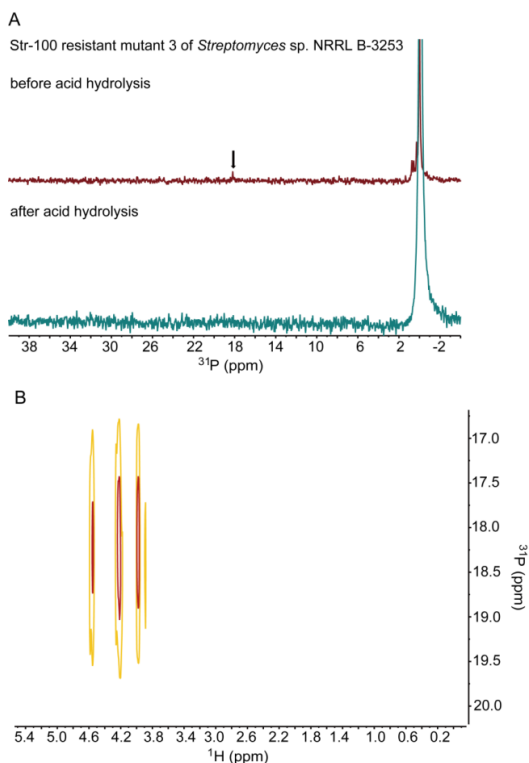 A
Str-100 resistant mutant 3 of Streptomyces sp. NRRL B-3253
before acid hydrolysis
after acid hydrolysis
38 34 30 26 22 18 14 10 6 2 -2
³¹P (ppm)
B
17.0
17.5
18.0
18.5
19.0
19.5
20.0
³¹P (ppm)
5.4 5.0 4.6 4.2 3.8 3.4 3.0 2.6 2.2 1.8 1.4 1.0 0.6 0.2
¹H (ppm)